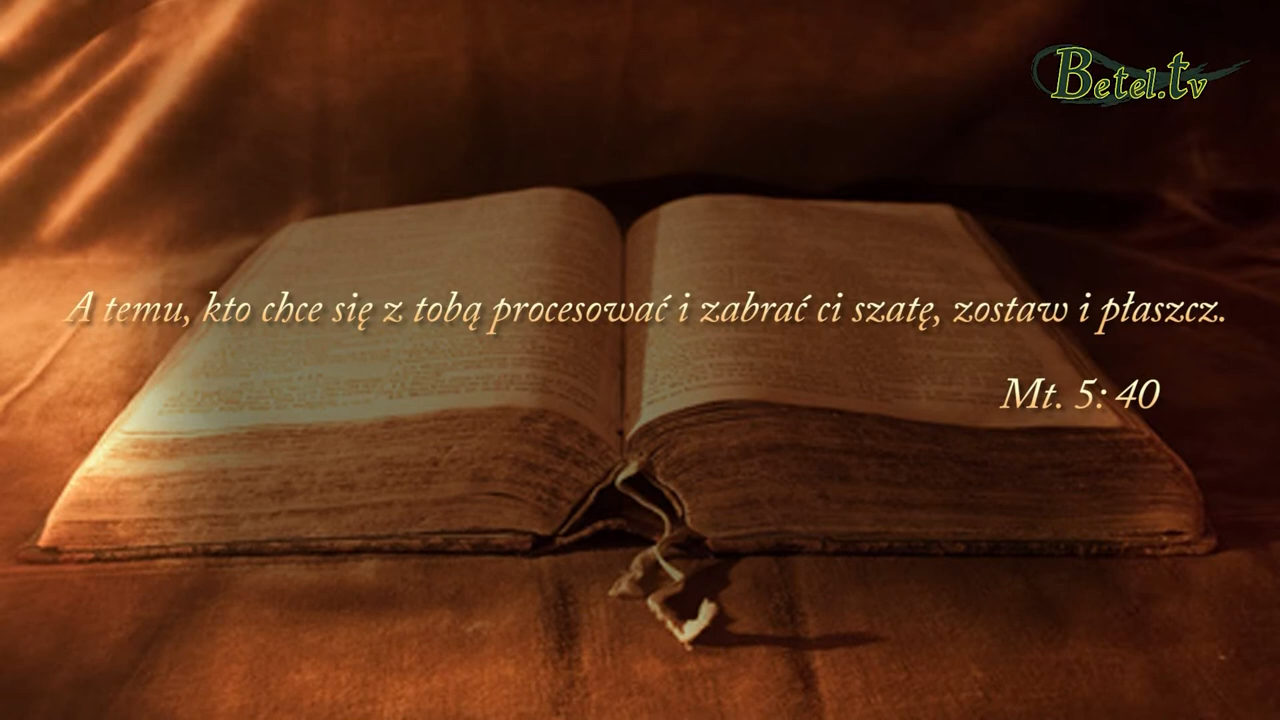 Betel.tv
A temu, kto chce się z tobą procesować i zabrać ci szatę, zostaw i płaszcz.
Mt. 5: 40